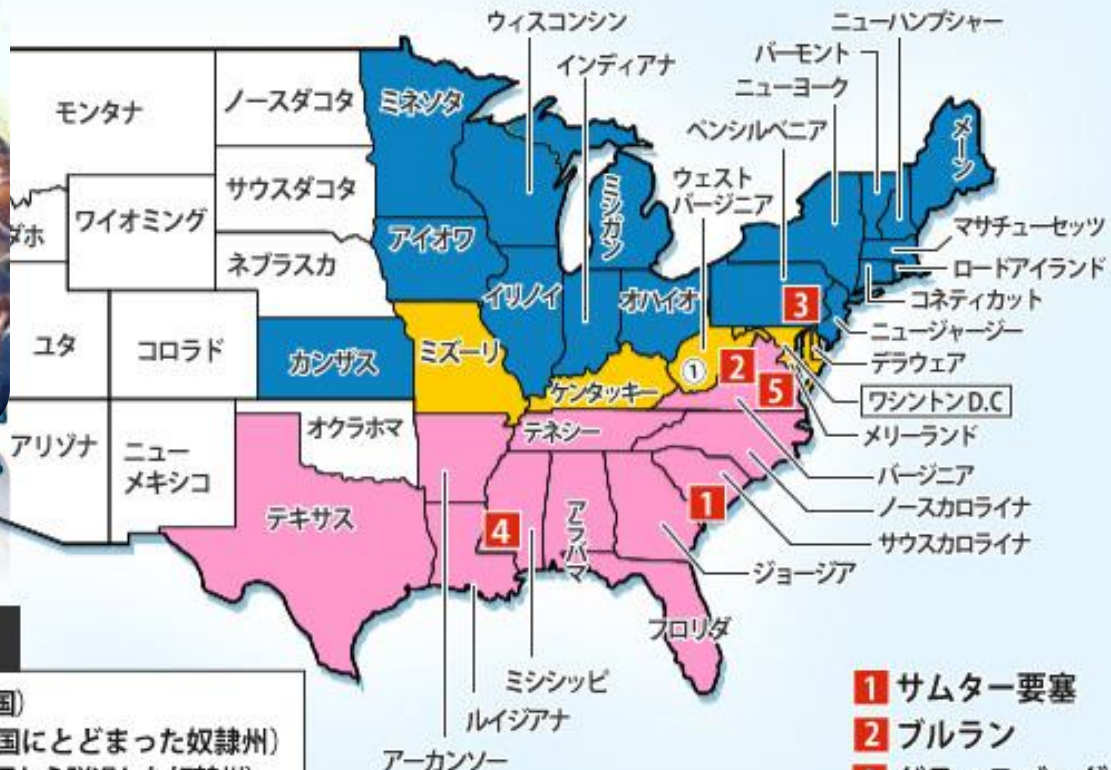 ウィスコンシン
ニューハンプシャー
バーモント
インディアナ
ニューヨーク
ペンシルベニア
モンタナ
ノースダコタ
ミネソタ
メーン
ウェスト
バージニア
サウスダコタ
ミシガン
ワイオミング
ダホ
マサチューセッツ
アイオワ
ネブラスカ
ロードアイランド
イリノイ
オハイオ
コネティカット
3
ニュージャージー
ユタ
コロラド
カンザス
ミズーリ
デラウェア
①
2
ケンタッキー
5
ワシントンD.C
オクラホマ
テネシー
メリーランド
アリゾナ
ニュー
メキシコ
バージニア
ノースカロライナ
テキサス
4
アラバマ
1
サウスカロライナ
ジョージア
フロリダ
ミシシッピ
ルイジアナ
アーカンソー
国)
国にとどまった奴隷州)
1 サムター要塞
2 ブルラン